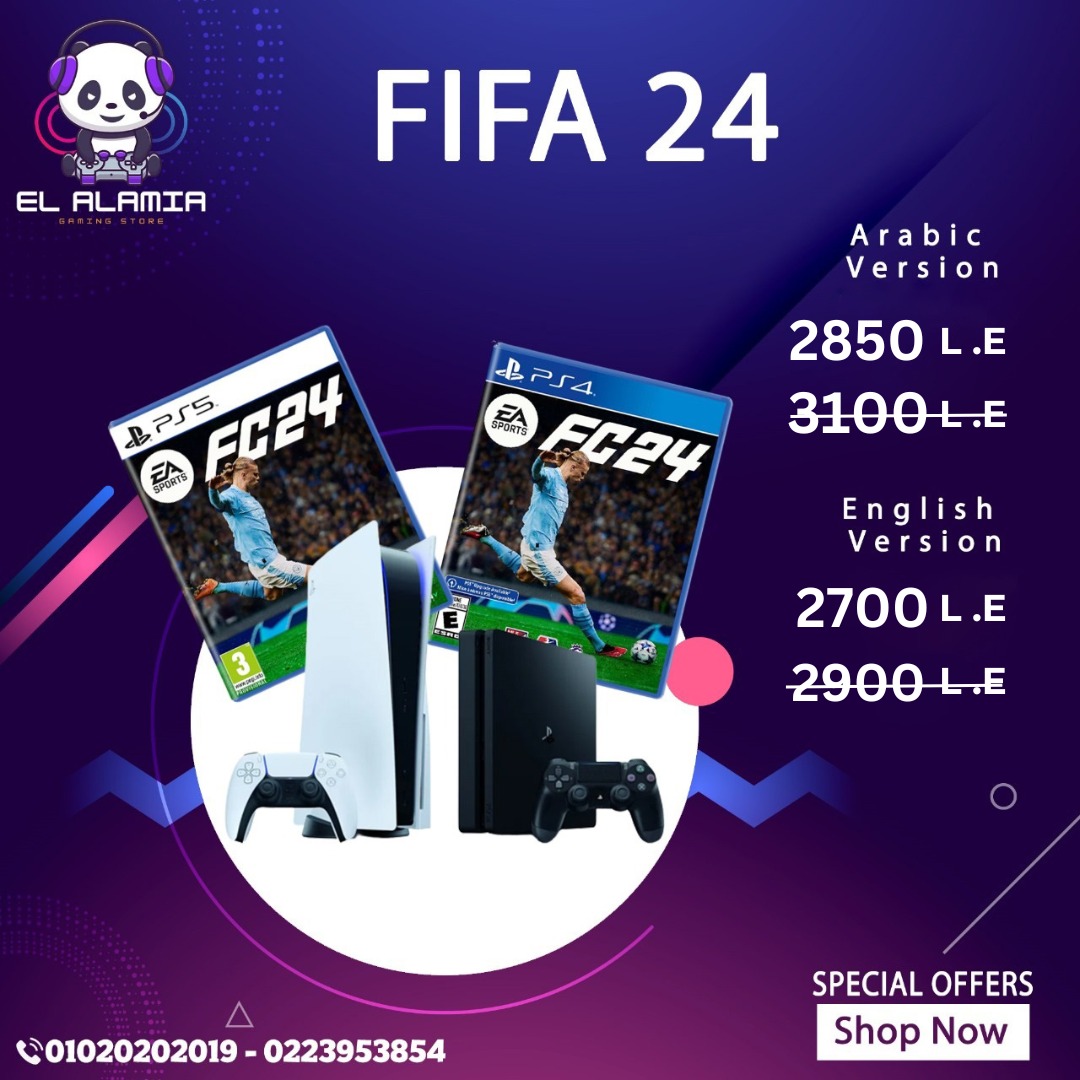 EL ALAMIA
GAMING STORE
FIFA 24
Arabic
Version
2850 L .E
3100 L .E
PS5
EA
SPORTS
FC24
3
PS4
EA
SPORTS
FC24
E
English
Version
2700 L .E
2900 L .E
SPECIAL OFFERS
Shop Now
01020202019 - 0223953854